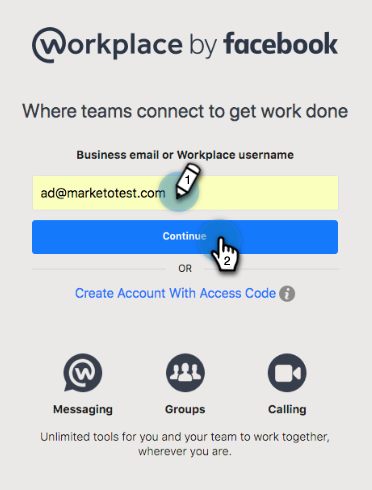 Workplace by facebook
Where teams connect to get work done
Business email or Workplace username
ad@marketotest.com
1
Continue
2
OR
Create Account With Access Code i
Messaging Groups Calling
Unlimited tools for you and your team to work together,
wherever you are.